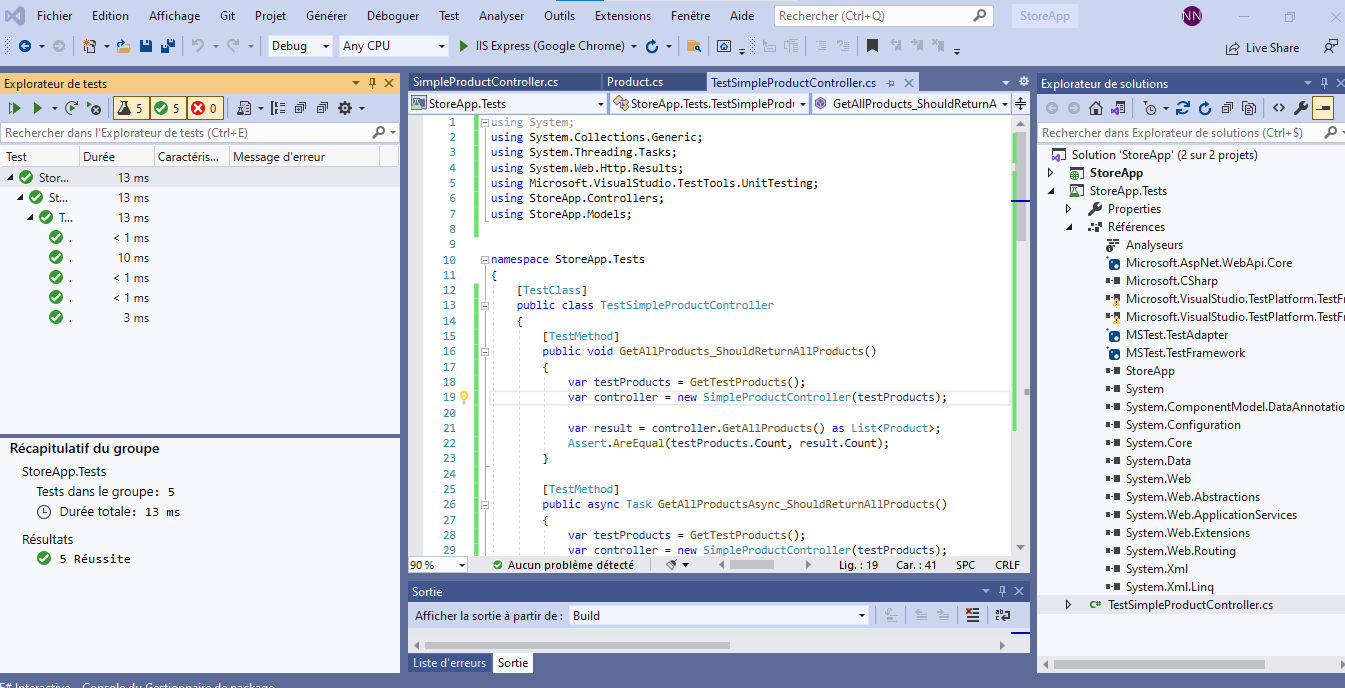 Fichier Edition Affichage Git Projet Générer Déboguer Test Analyser Outils Extensions Fenêtre Aide Rechercher (Ctrl+Q) StoreApp NN
Debug Any CPU IIS Express (Google Chrome) Live Share
Explorateur de tests
5 5 0
Rechercher dans l'Explorateur de tests (Ctrl+E)
Test Durée Caractéris... Message d'erreur
Stor... 13 ms
St... 13 ms
T... 13 ms
. < 1 ms
. 10 ms
. < 1 ms
. < 1 ms
. 3 ms
Récapitulatif du groupe
StoreApp.Tests
Tests dans le groupe: 5
Durée totale: 13 ms
Résultats
5 Réussite
SimpleProductController.cs Product.cs TestSimpleProductController.cs
StoreApp.Tests StoreApp.Tests.TestSimpleProdu GetAllProducts_ShouldReturnA
1 using System;
2 using System.Collections.Generic;
3 using System.Threading.Tasks;
4 using System.Web.Http.Results;
5 using Microsoft.VisualStudio.TestTools.UnitTesting;
6 using StoreApp.Controllers;
7 using StoreApp.Models;
8
9
10 namespace StoreApp.Tests
11 {
12 [TestClass]
13 public class TestSimpleProductController
14 {
15 [TestMethod]
16 public void GetAllProducts_ShouldReturnAllProducts()
17 {
18 var testProducts = GetTestProducts();
19 var controller = new SimpleProductController(testProducts);
20
21 var result = controller.GetAllProducts() as List<Product>;
22 Assert.AreEqual(testProducts.Count, result.Count);
23 }
24
25 [TestMethod]
26 public async Task GetAllProductsAsync_ShouldReturnAllProducts()
27 {
28 var testProducts = GetTestProducts();
29 var controller = new SimpleProductController(testProducts);
90 % Aucun problème détecté Lig. : 19 Car. : 41 SPC CRLF
Sortie
Afficher la sortie à partir de : Build
Liste d'erreurs Sortie
Explorateur de solutions
Rechercher dans Explorateur de solutions (Ctrl+$)
Solution 'StoreApp' (2 sur 2 projets)
StoreApp
StoreApp.Tests
Properties
Références
Analyseurs
Microsoft.AspNet.WebApi.Core
Microsoft.CSharp
Microsoft.VisualStudio.TestPlatform.TestFr
Microsoft.VisualStudio.TestPlatform.TestFr
MSTest.TestAdapter
MSTest.TestFramework
StoreApp
System
System.ComponentModel.DataAnnotatio
System.Configuration
System.Core
System.Data
System.Web
System.Web.Abstractions
System.Web.ApplicationServices
System.Web.Extensions
System.Web.Routing
System.Xml
System.Xml.Linq
C# TestSimpleProductController.cs
F# Interactive Console du Gestionnaire de package